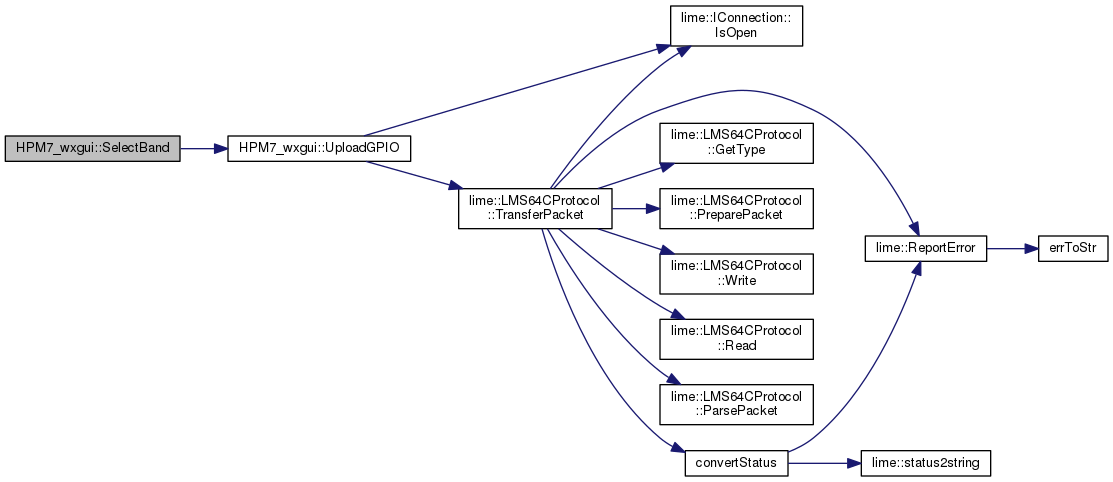 lime::IConnection::
IsOpen
HPM7_wxgui::SelectBand
HPM7_wxgui::UploadGPIO
lime::LMS64CProtocol
::GetType
lime::LMS64CProtocol
::TransferPacket
lime::LMS64CProtocol
::PreparePacket
lime::ReportError
errToStr
lime::LMS64CProtocol
::Write
lime::LMS64CProtocol
::Read
lime::LMS64CProtocol
::ParsePacket
convertStatus
lime::status2string